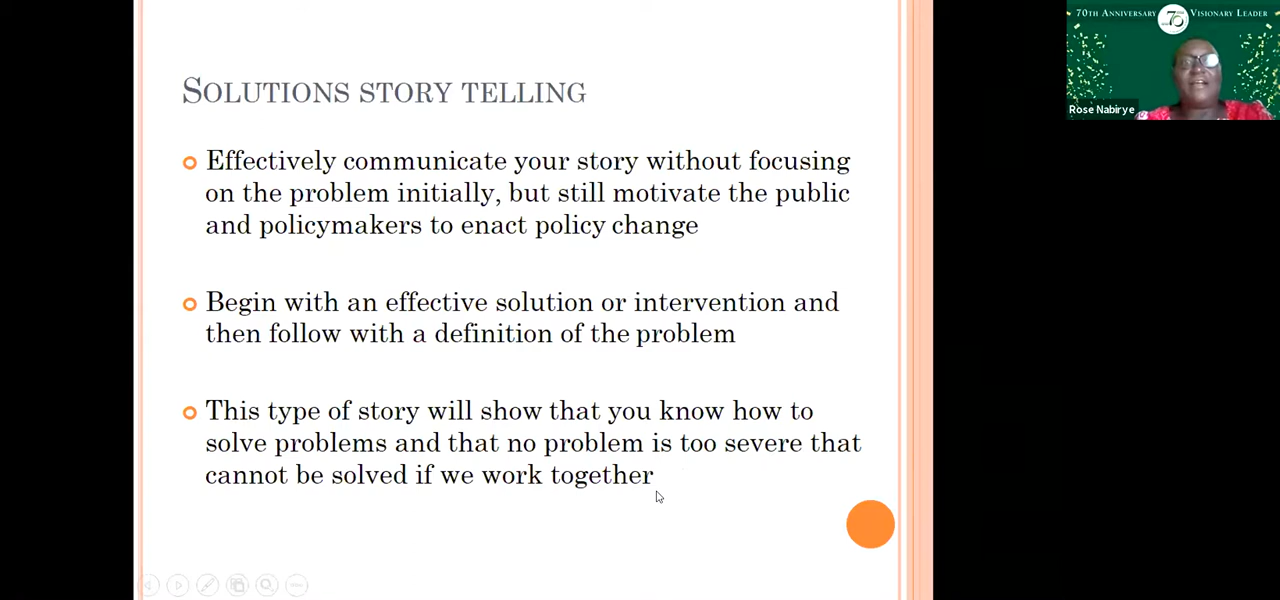 SOLUTIONS STORY TELLING
Effectively communicate your story without focusing
on the problem initially, but still motivate the public
and policymakers to enact policy change
Begin with an effective solution or intervention and
then follow with a definition of the problem
This type of story will show that you know how to
solve problems and that no problem is too severe that
cannot be solved if we work together
70TH ANNIVERSARY 70 VISIONARY LEADER
Rose Nabirye